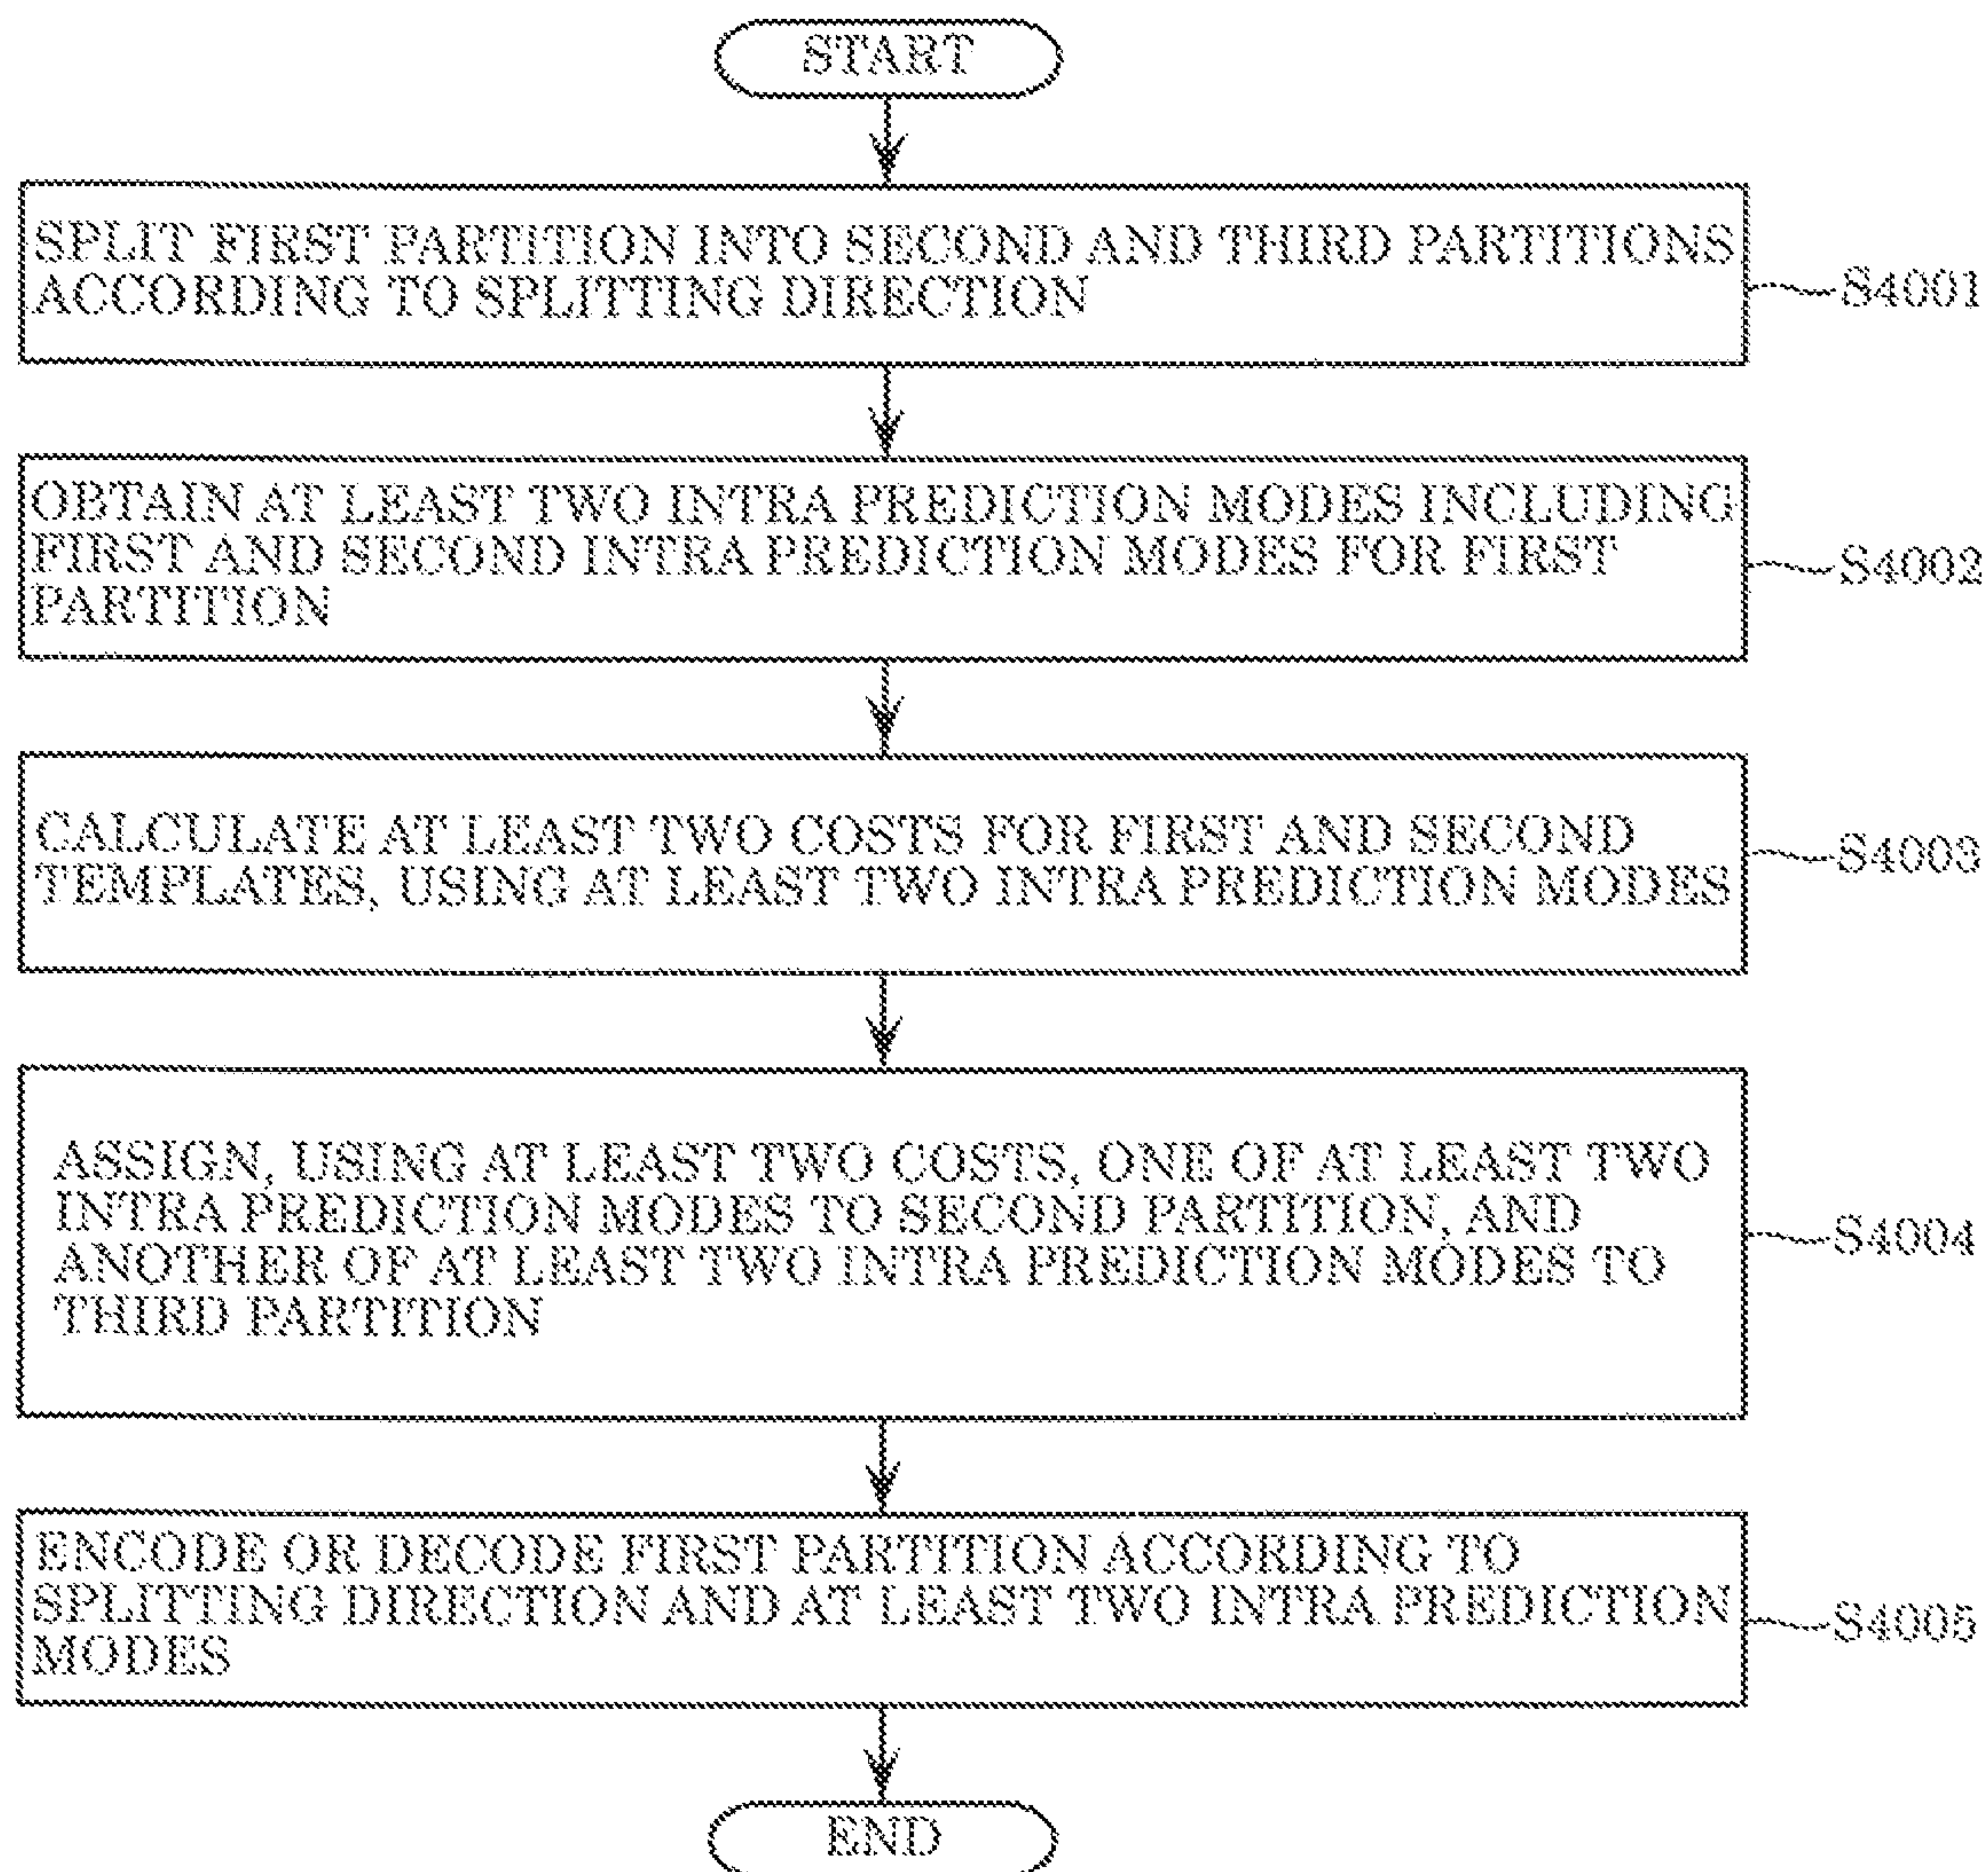 START
SPLIT FIRST PARTITION INTO SECOND AND THIRD PARTITIONS
ACCORDING TO SPLITTING DIRECTION
S4001
OBTAIN AT LEAST TWO INTRA PREDICTION MODES INCLUDING
FIRST AND SECOND INTRA PREDICTION MODES FOR FIRST
PARTITION
S4002
CALCULATE AT LEAST TWO COSTS FOR FIRST AND SECOND
TEMPLATES, USING AT LEAST TWO INTRA PREDICTION MODES
S4003
ASSIGN, USING AT LEAST TWO COSTS, ONE OF AT LEAST TWO
INTRA PREDICTION MODES TO SECOND PARTITION, AND
ANOTHER OF AT LEAST TWO INTRA PREDICTION MODES TO
THIRD PARTITION
S4004
ENCODE OR DECODE FIRST PARTITION ACCORDING TO
SPLITTING DIRECTION AND AT LEAST TWO INTRA PREDICTION
MODES
S4005
END